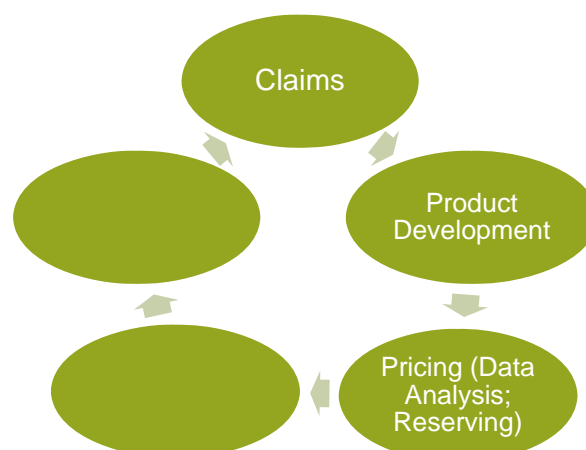 Claims
Product
Development
Pricing (Data
Analysis;
Reserving)